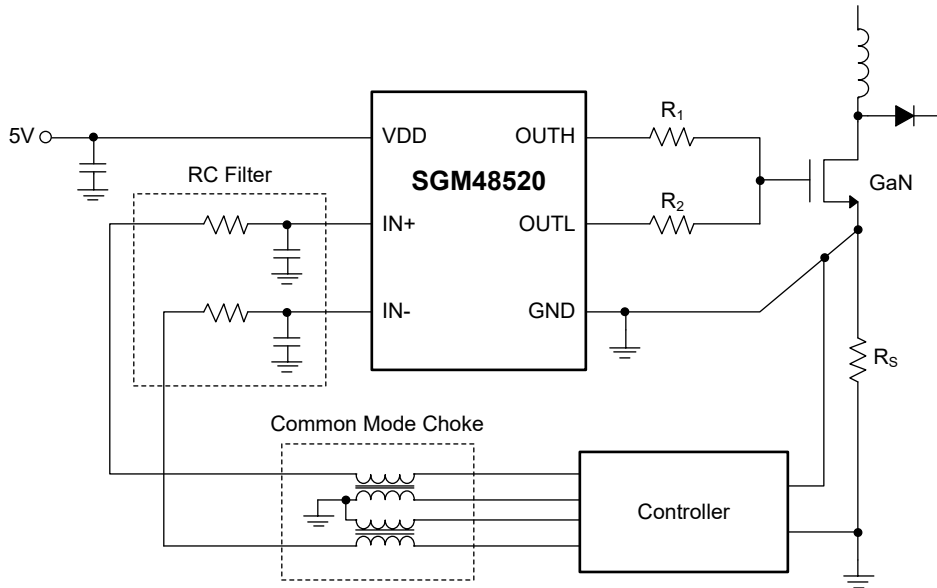 5V
VDD
OUTH
R1
SGM48520
GaN
RC Filter
IN+
OUTL
R2
IN-
GND
RS
Common Mode Choke
Controller